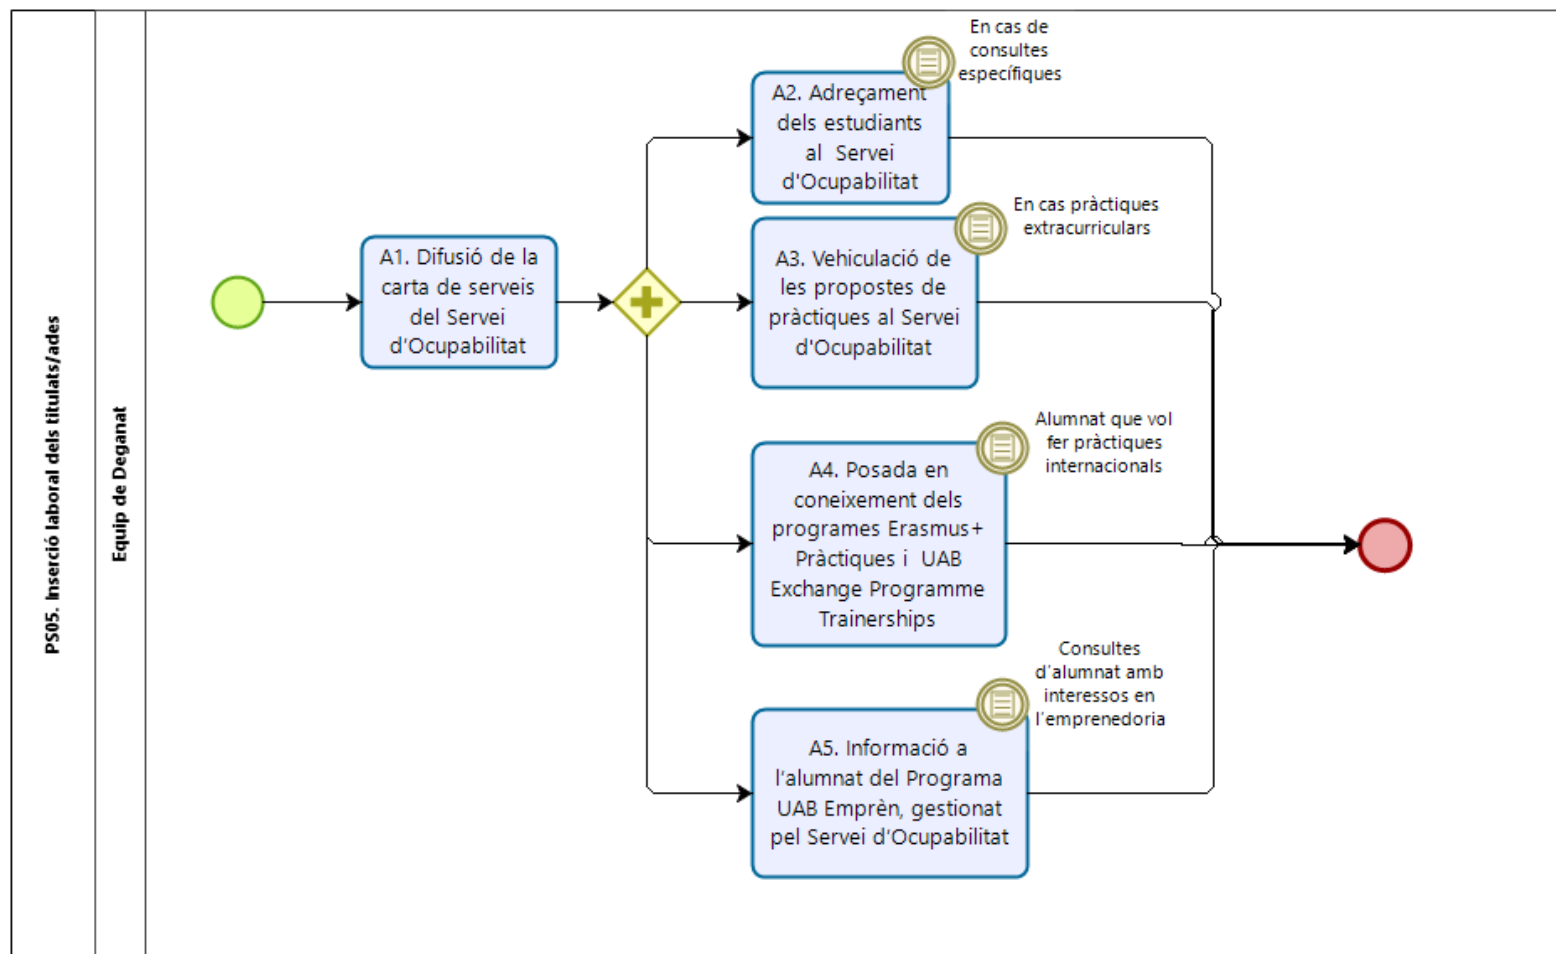 PS05. Inserció laboral dels titulats/ades
Equip de Deganat
A1. Difusió de la
carta de serveis
del Servei
d'Ocupabilitat
En cas de
consultes
específiques
A2. Adreçament
dels estudiants
al Servei
d'Ocupabilitat
En cas pràctiques
extracurriculars
A3. Vehiculació de
les propostes de
pràctiques al Servei
d'Ocupabilitat
Alumnat que vol
fer pràctiques
internacionals
A4. Posada en
coneixement dels
programes Erasmus+
Pràctiques i UAB
Exchange Programme
Trainerships
Consultes
d'alumnat amb
interessos en
l'emprenedoria
A5. Informació a
l'alumnat del Programa
UAB Emprèn, gestionat
pel Servei d'Ocupabilitat